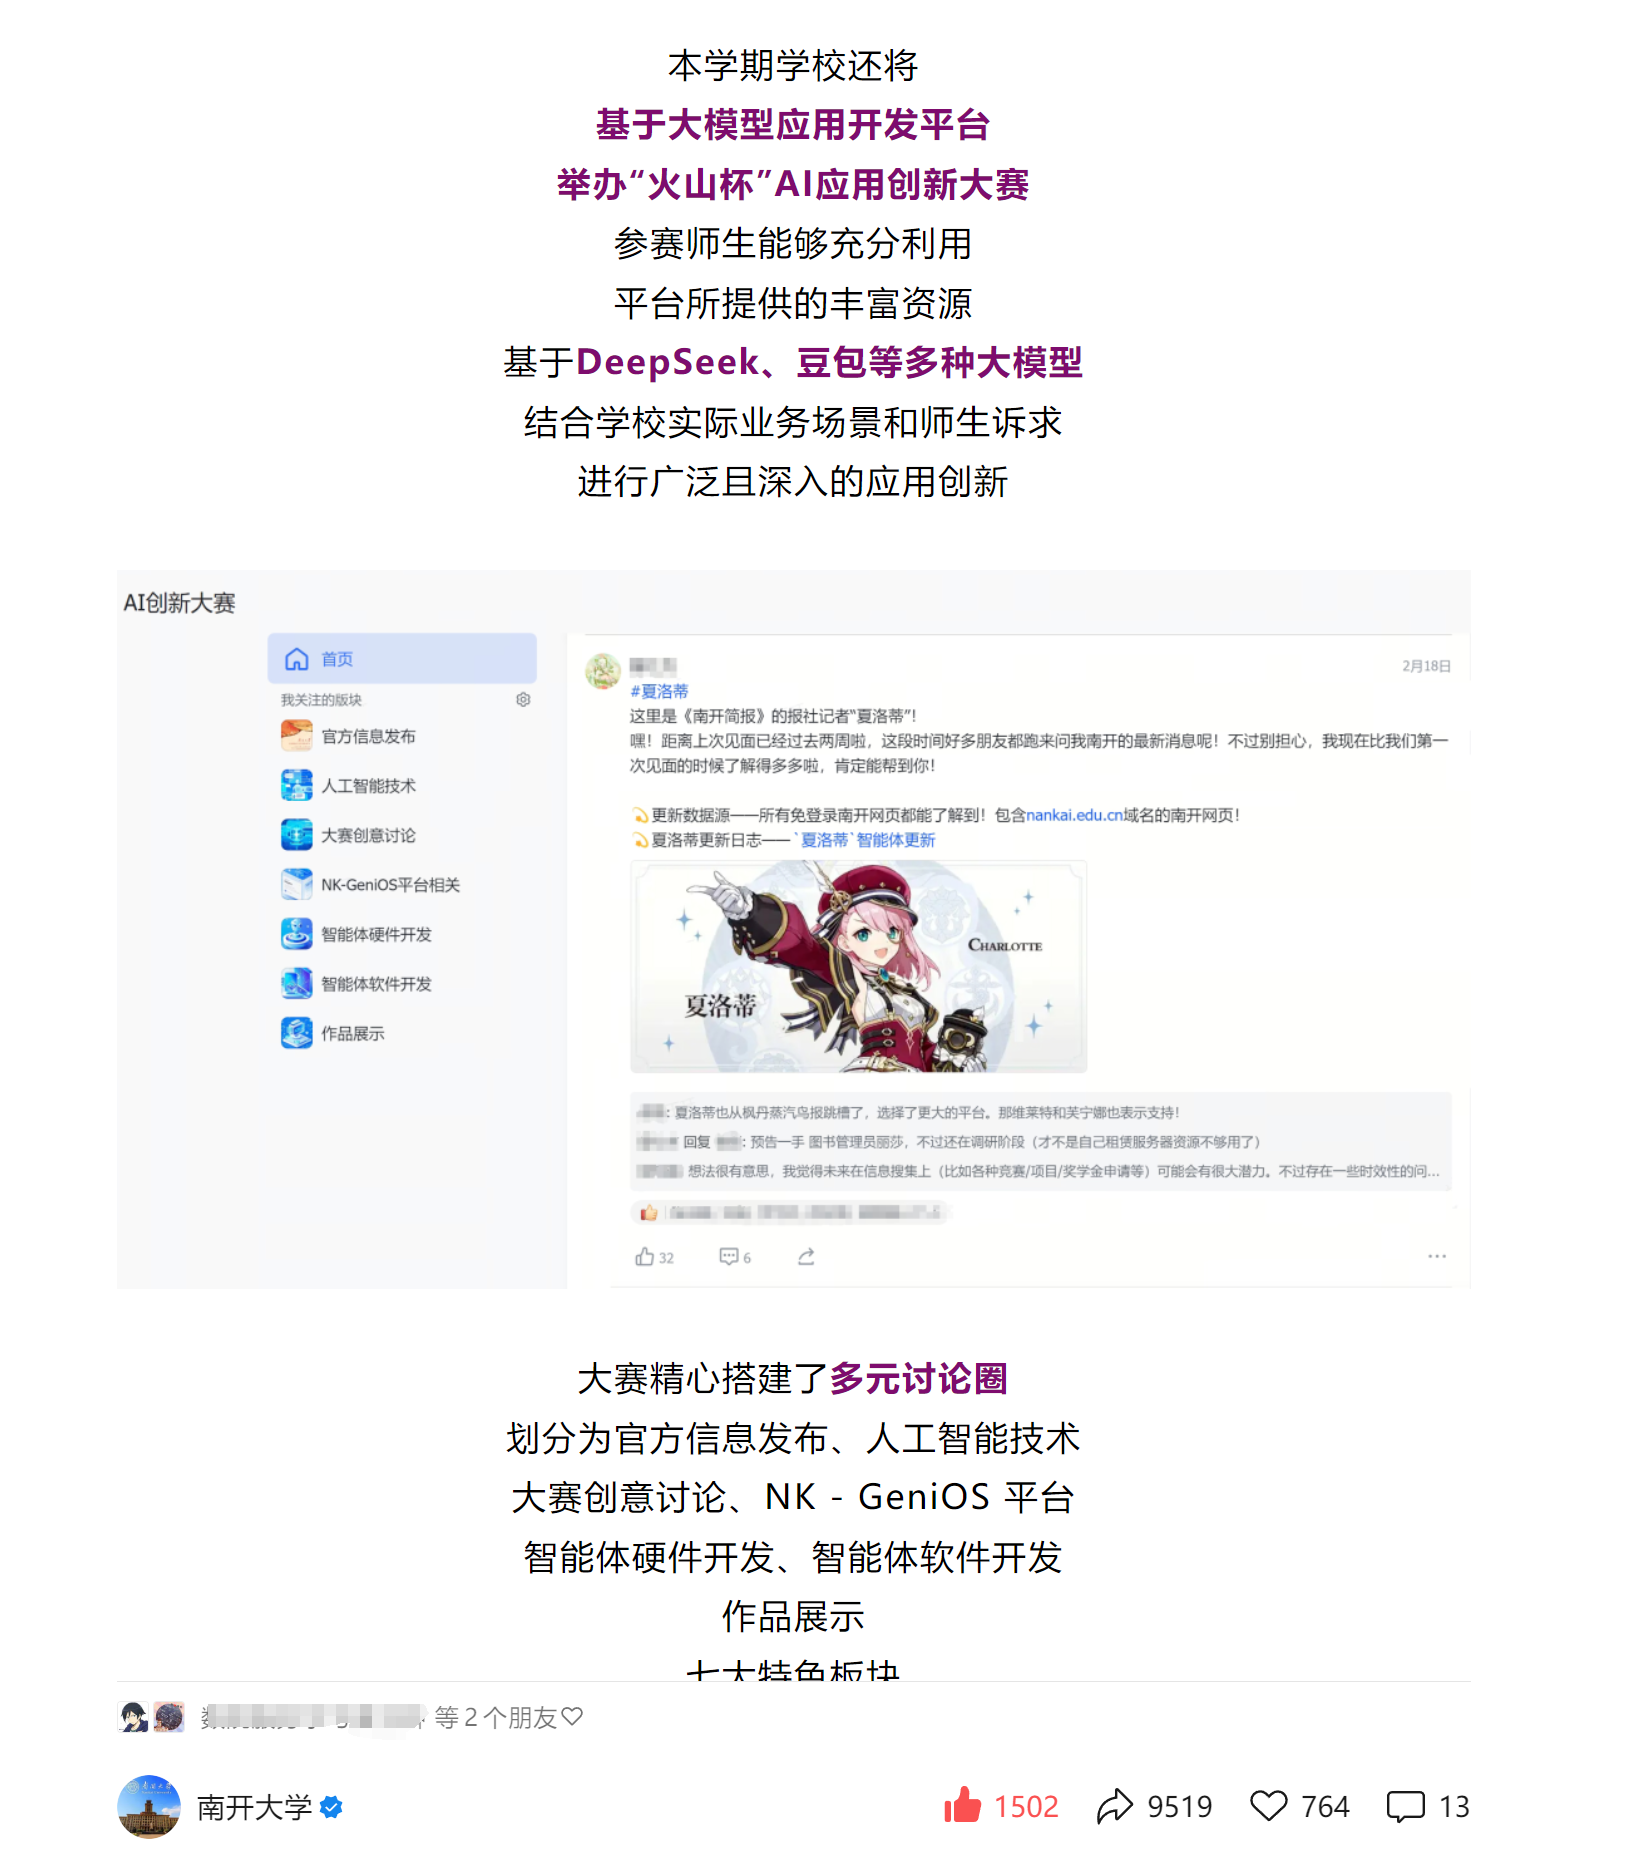 本学期学校还将
基于大模型应用开发平台
举办“火山杯”AI应用创新大赛
参赛师生能够充分利用
平台所提供的丰富资源
基于DeepSeek、豆包等多种大模型
结合学校实际业务场景和师生诉求
进行广泛且深入的应用创新
AI创新大赛
首页
我关注的版块
官方信息发布
人工智能技术
大赛创意讨论
NK-GeniOS平台相关
智能体硬件开发
智能体软件开发
作品展示
2月18日
#夏洛蒂
这里是《南开简报》的报社记者“夏洛蒂”！
嘿！距离上次见面已经过去两周啦，这段时间好多朋友都跑来问我南开的最新消息呢！不过别担心，我现在比我们第一
次见面的时候了解得多多啦，肯定能帮到你！
💫更新数据源——所有免登录南开网页都能了解到！包含nankai.edu.cn域名的南开网页！
💫夏洛蒂更新日志——`夏洛蒂`智能体更新
CHARLOTTE
夏洛蒂
: 夏洛蒂也从枫丹蒸汽鸟报跳槽了，选择了更大的平台。那维莱特和芙宁娜也表示支持！
回复 : 预告一手 图书管理员丽莎，不过还在调研阶段（才不是自己租赁服务器资源不够用了）
想法很有意思，我觉得未来在信息搜集上（比如各种竞赛/项目/奖学金申请等）可能会有很大潜力。不过存在一些时效性的问...
32
6
大赛精心搭建了多元讨论圈
划分为官方信息发布、人工智能技术
大赛创意讨论、NK - GeniOS 平台
智能体硬件开发、智能体软件开发
作品展示
七大特色板块
等2个朋友♡
南开大学
1502
9519
764
13